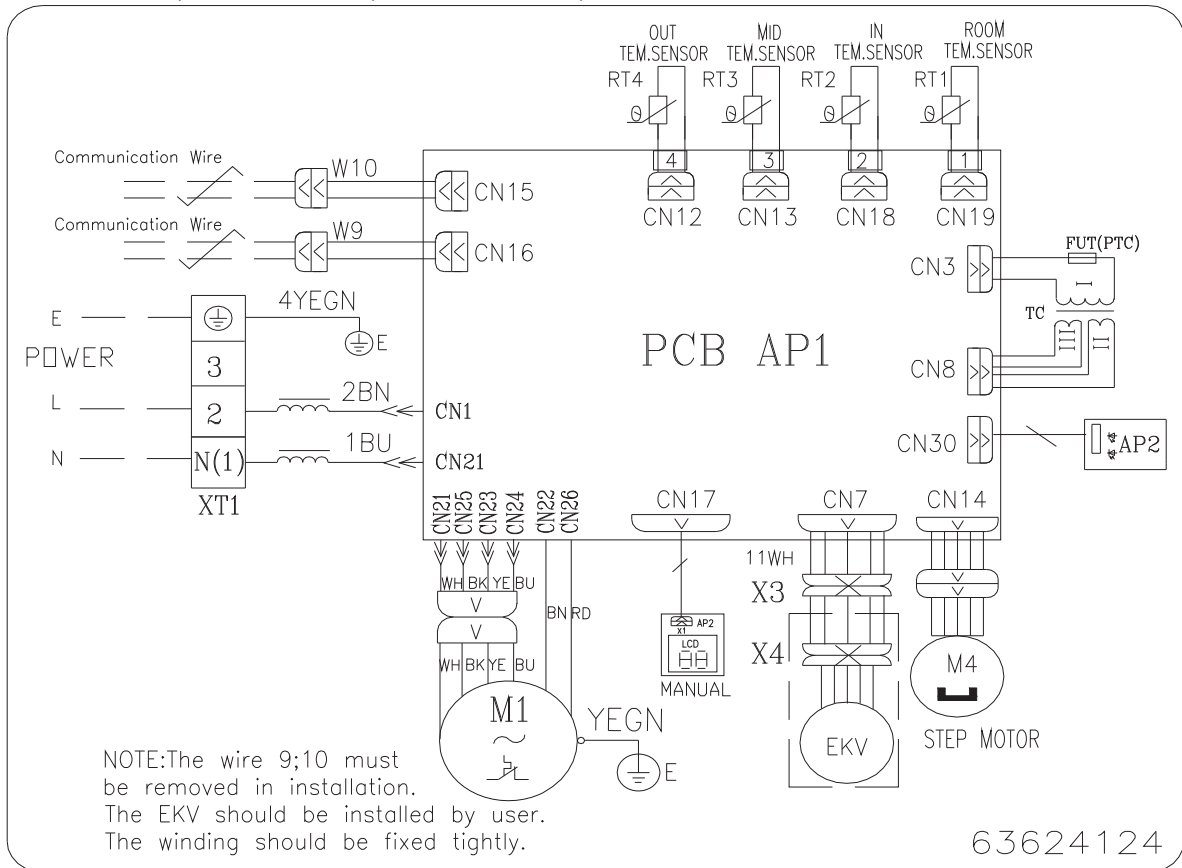 OUT
TEM.SENSOR
MID
TEM.SENSOR
IN
TEM.SENSOR
ROOM
TEM.SENSOR
RT4
RT3
RT2
RT1
θ
θ
θ
θ
4
3
2
1
CN12
CN13
CN18
CN19
Communication Wire
W10
CN15
Communication Wire
W9
CN16
CN3
FUT(PTC)
I
TC
III
II
CN8
E
4YEGN
E
POWER
3
L
2
2BN
CN1
N
N(1)
1BU
CN21
XT1
PCB AP1
CN30
AP2
CN21
CN25
CN23
CN24
CN22
CN26
CN17
CN7
CN14
WH BK YE BU
BN RD
WH BK YE BU
11WH
X3
X4
AP2
X1
LCD
88
MANUAL
M1
YEGN
E
EKV
M4
STEP MOTOR
NOTE:The wire 9;10 must
be removed in installation.
The EKV should be installed by user.
The winding should be fixed tightly.
63624124